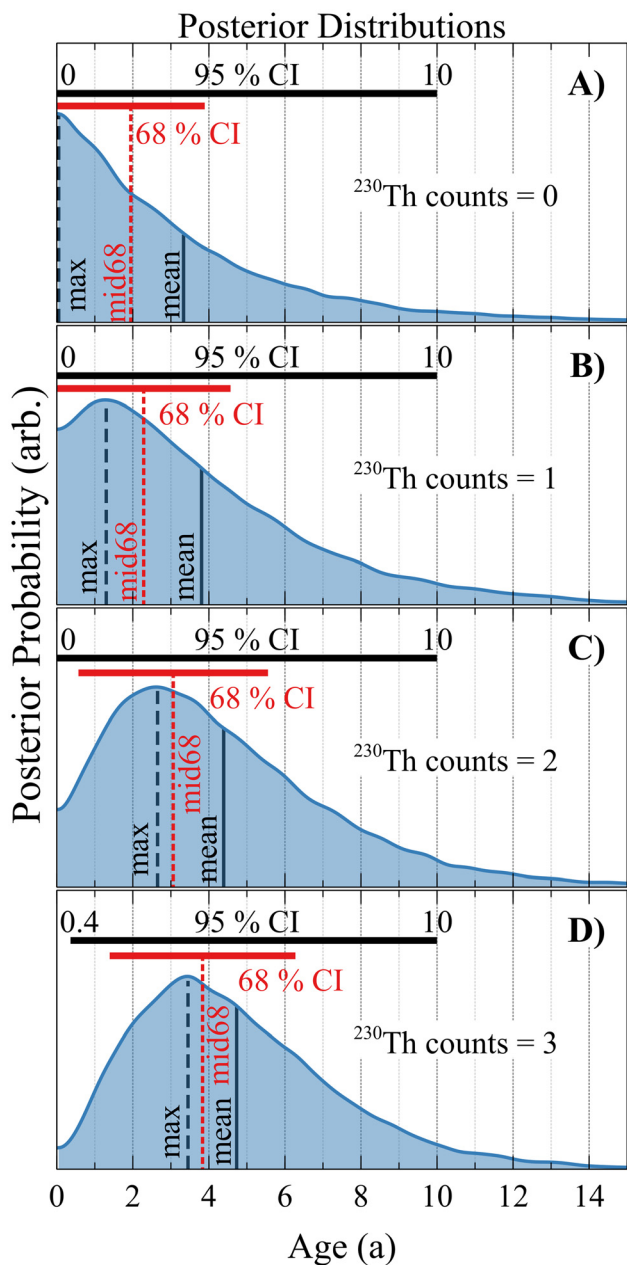 Posterior Distributions
0 95 % CI 10
A)
68 % CI
²³⁰Th counts = 0
max
mid68
mean
0 95 % CI 10
B)
68 % CI
²³⁰Th counts = 1
max
mid68
mean
0 95 % CI 10
C)
68 % CI
²³⁰Th counts = 2
max
mid68
mean
0.4 95 % CI 10
D)
68 % CI
²³⁰Th counts = 3
max
mid68
mean
Posterior Probability (arb.)
0 2 4 6 8 10 12 14
Age (a)